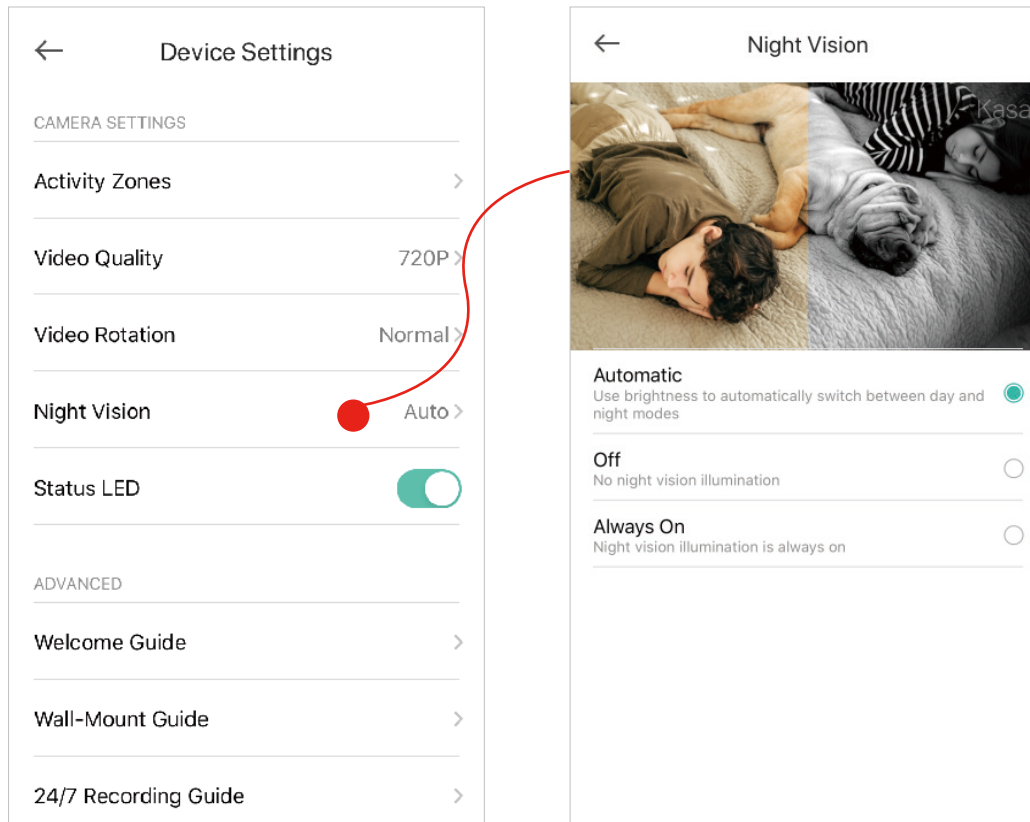 Device Settings
CAMERA SETTINGS
Activity Zones
Video Quality 720P
Video Rotation Normal
Night Vision Auto
Status LED
ADVANCED
Welcome Guide
Wall-Mount Guide
24/7 Recording Guide
Night Vision
Kasa
Automatic
Use brightness to automatically switch between day and
night modes
Off
No night vision illumination
Always On
Night vision illumination is always on